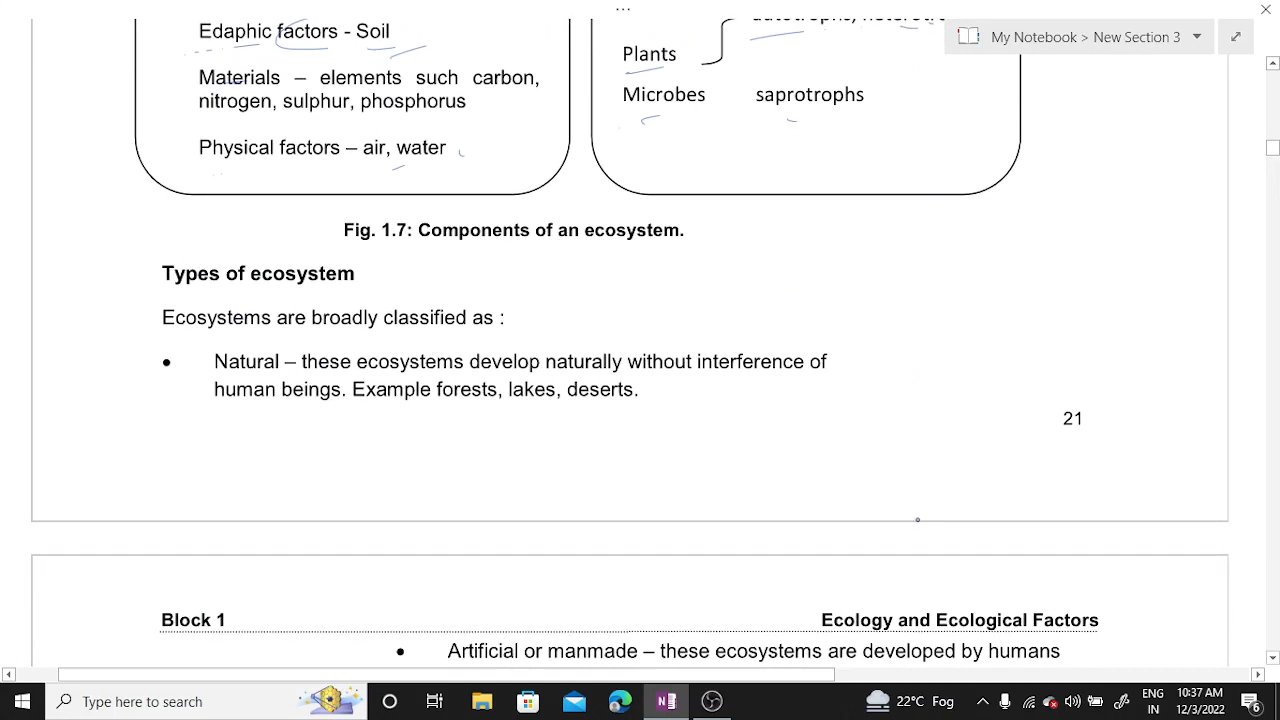 ...
My Notebook > New Section 3
Edaphic factors - Soil
Materials – elements such carbon,
nitrogen, sulphur, phosphorus
Physical factors – air, water
Plants
Microbes saprotrophs
Fig. 1.7: Components of an ecosystem.
Types of ecosystem
Ecosystems are broadly classified as :
• Natural – these ecosystems develop naturally without interference of
human beings. Example forests, lakes, deserts.
21
Block 1 Ecology and Ecological Factors
• Artificial or manmade – these ecosystems are developed by humans
Type here to search
22°C Fog
ENG
IN
10:37 AM
12/3/2022
6